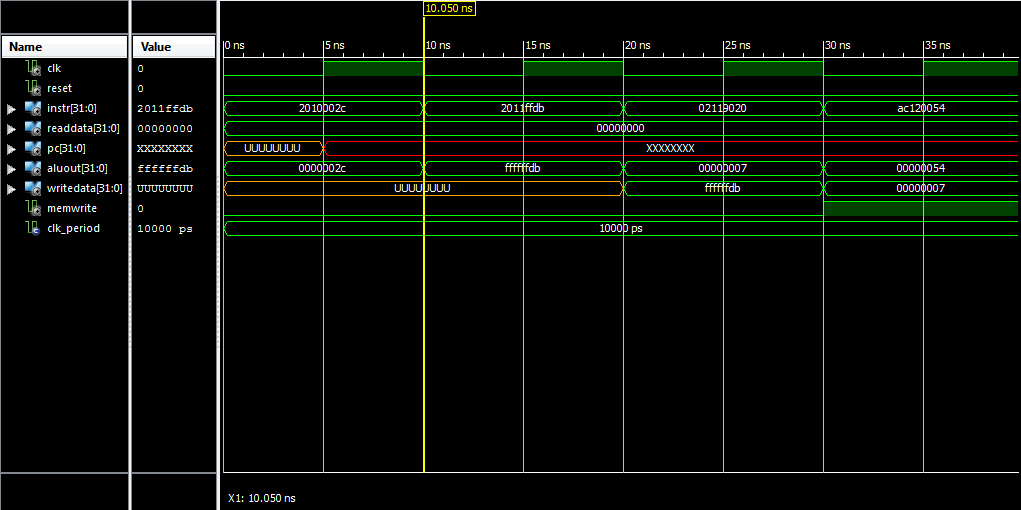 10.050 ns
Name Value 0 ns 5 ns 10 ns 15 ns 20 ns 25 ns 30 ns 35 ns
clk 0
reset 0
instr[31:0] 2011ffdb 2010002c 2011ffdb 02119020 ac120054
readdata[31:0] 00000000 00000000
pc[31:0] XXXXXXXX UUUUUUUU XXXXXXXX
aluout[31:0] ffffffdb 0000002c ffffffdb 00000007 00000054
writedata[31:0] UUUUUUUU UUUUUUUU ffffffdb 00000007
memwrite 0
clk_period 10000 ps 10000 ps
X1: 10.050 ns